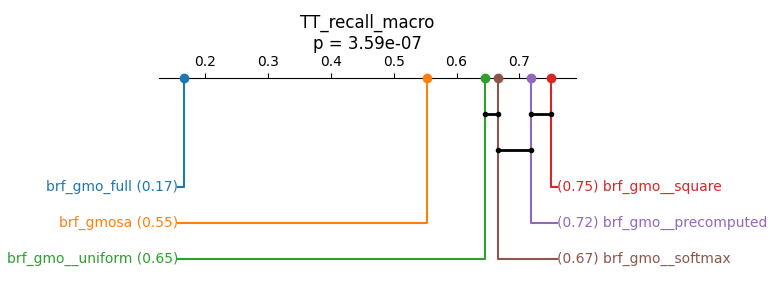 TT_recall_macro
p = 3.59e-07
0.2 0.3 0.4 0.5 0.6 0.7
brf_gmo_full (0.17)
(0.75) brf_gmo__square
brf_gmosa (0.55)
(0.72) brf_gmo__precomputed
brf_gmo__uniform (0.65)
(0.67) brf_gmo__softmax